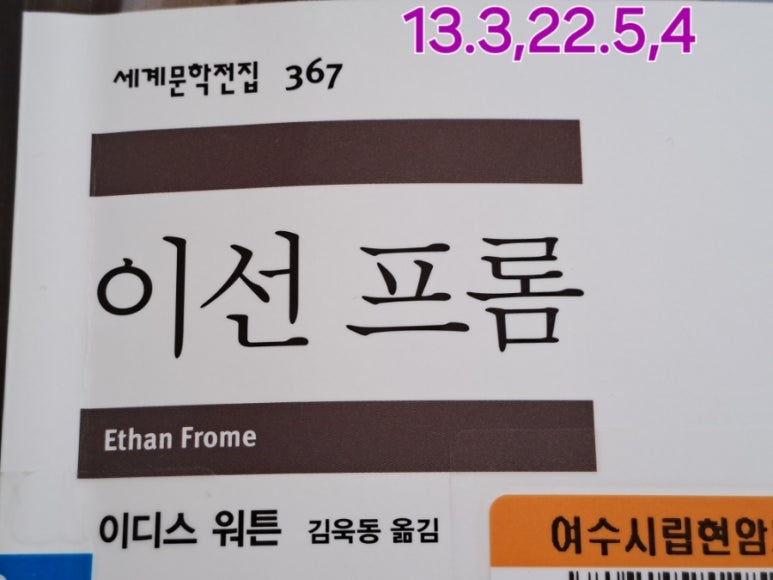 13.3,22.5,4
세계문학전집 367
이선 프롬
Ethan Frome
이디스 워튼 김욱동 옮김
여수시립현암